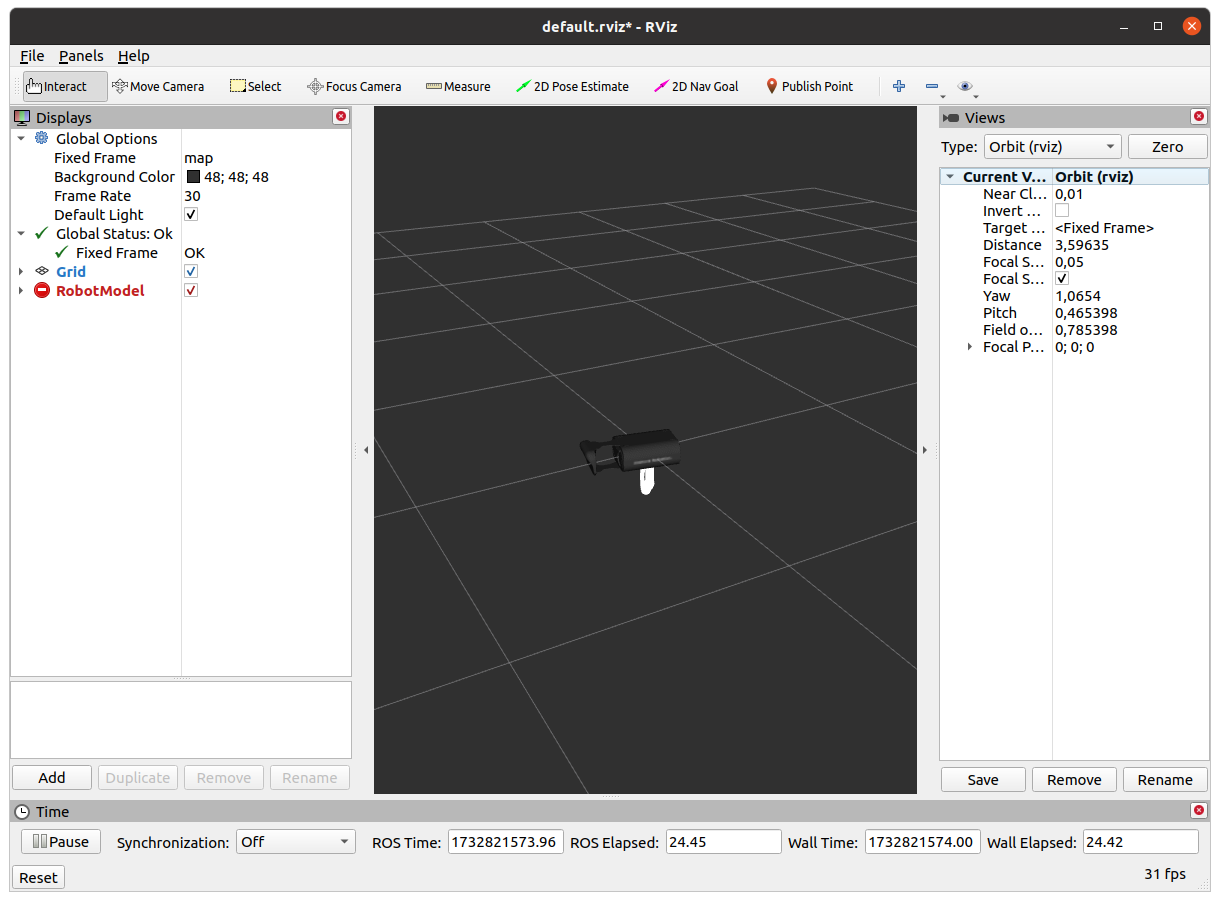 default.rviz* - RViz
File Panels Help
Interact Move Camera Select Focus Camera Measure 2D Pose Estimate 2D Nav Goal Publish Point
Displays
Global Options
Fixed Frame map
Background Color 48; 48; 48
Frame Rate 30
Default Light
Global Status: Ok
Fixed Frame OK
Grid
RobotModel
Add Duplicate Remove Rename
Views
Type: Orbit (rviz) Zero
Current V... Orbit (rviz)
Near Cl... 0,01
Invert ...
Target ... <Fixed Frame>
Distance 3,59635
Focal S... 0,05
Focal S...
Yaw 1,0654
Pitch 0,465398
Field o... 0,785398
Focal P... 0; 0; 0
Save Remove Rename
Time
Pause Synchronization: Off ROS Time: 1732821573.96 ROS Elapsed: 24.45 Wall Time: 1732821574.00 Wall Elapsed: 24.42
Reset 31 fps